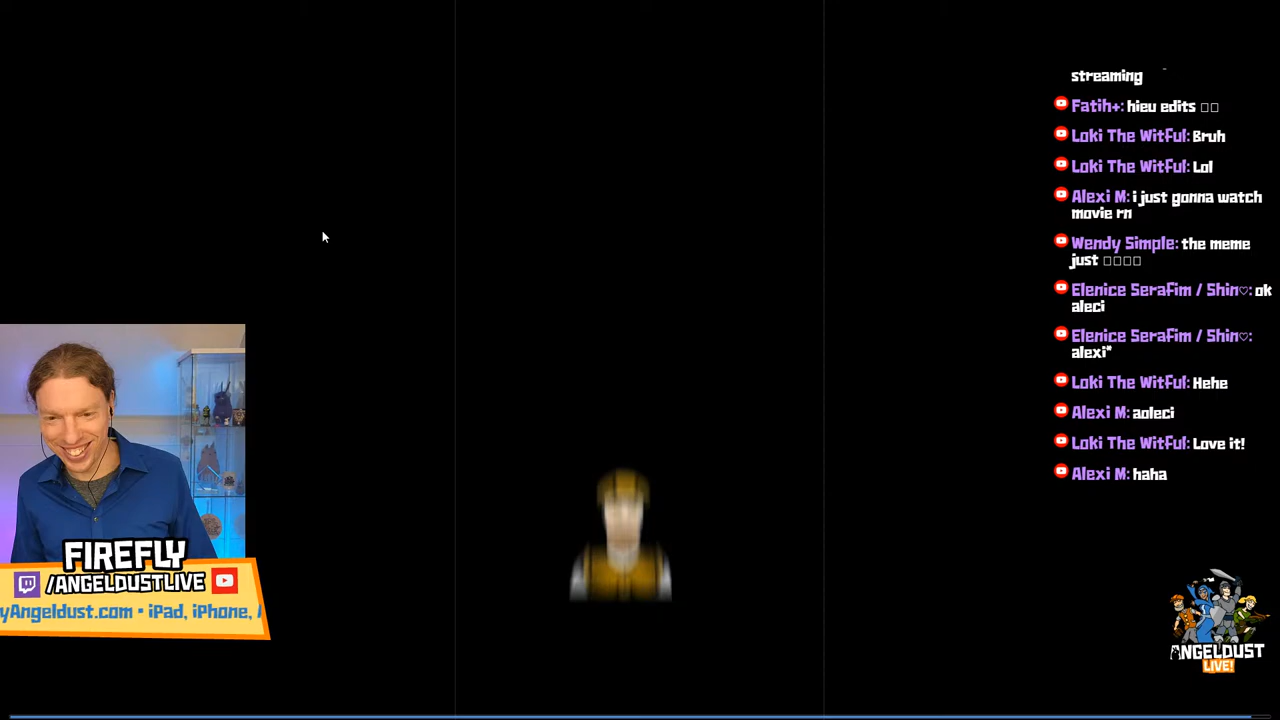 streaming
Fatih+: hieu edits
Loki The Witful: Bruh
Loki The Witful: Lol
Alexi M: i just gonna watch
movie rn
Wendy Simple: the meme
just
Elenice Serafim / Shin♡: ok
aleci
Elenice Serafim / Shin♡:
alexi*
Loki The Witful: Hehe
Alexi M: aoleci
Loki The Witful: Love it!
Alexi M: haha
FIREFLY
/ANGELDUSTLIVE
yAngeldust.com • iPad, iPhone,
ANGELDUST
LIVE!